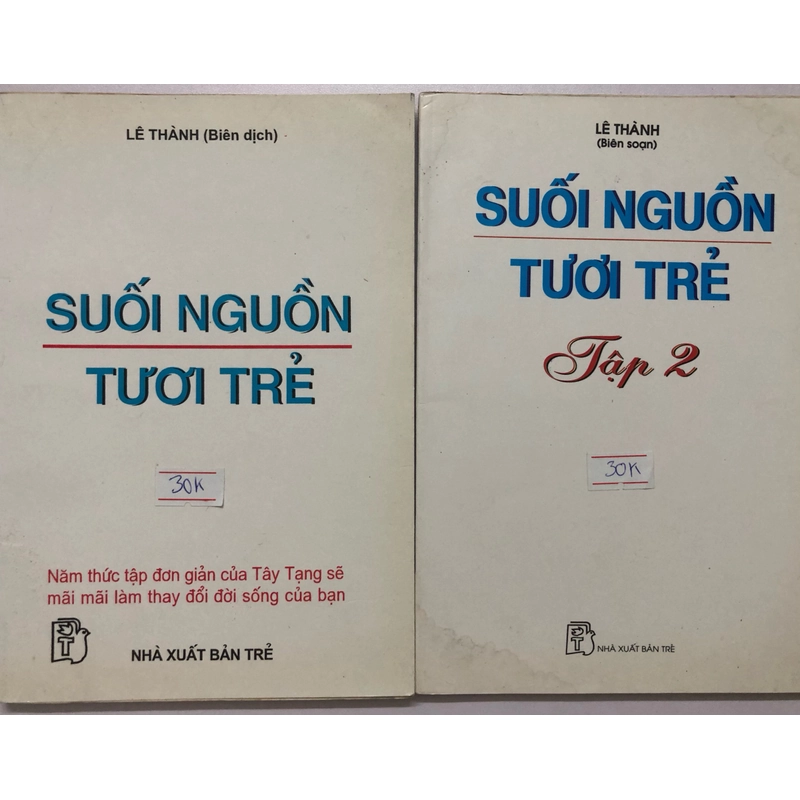 LÊ THÀNH (Biên dịch)
SUỐI NGUỒN
TƯƠI TRẺ
30K
Năm thức tập đơn giản của Tây Tạng sẽ
mãi mãi làm thay đổi đời sống của bạn
NHÀ XUẤT BẢN TRẺ
LÊ THÀNH
(Biên soạn)
SUỐI NGUỒN
TƯƠI TRẺ
Tập 2
30K
NHÀ XUẤT BẢN TRẺ